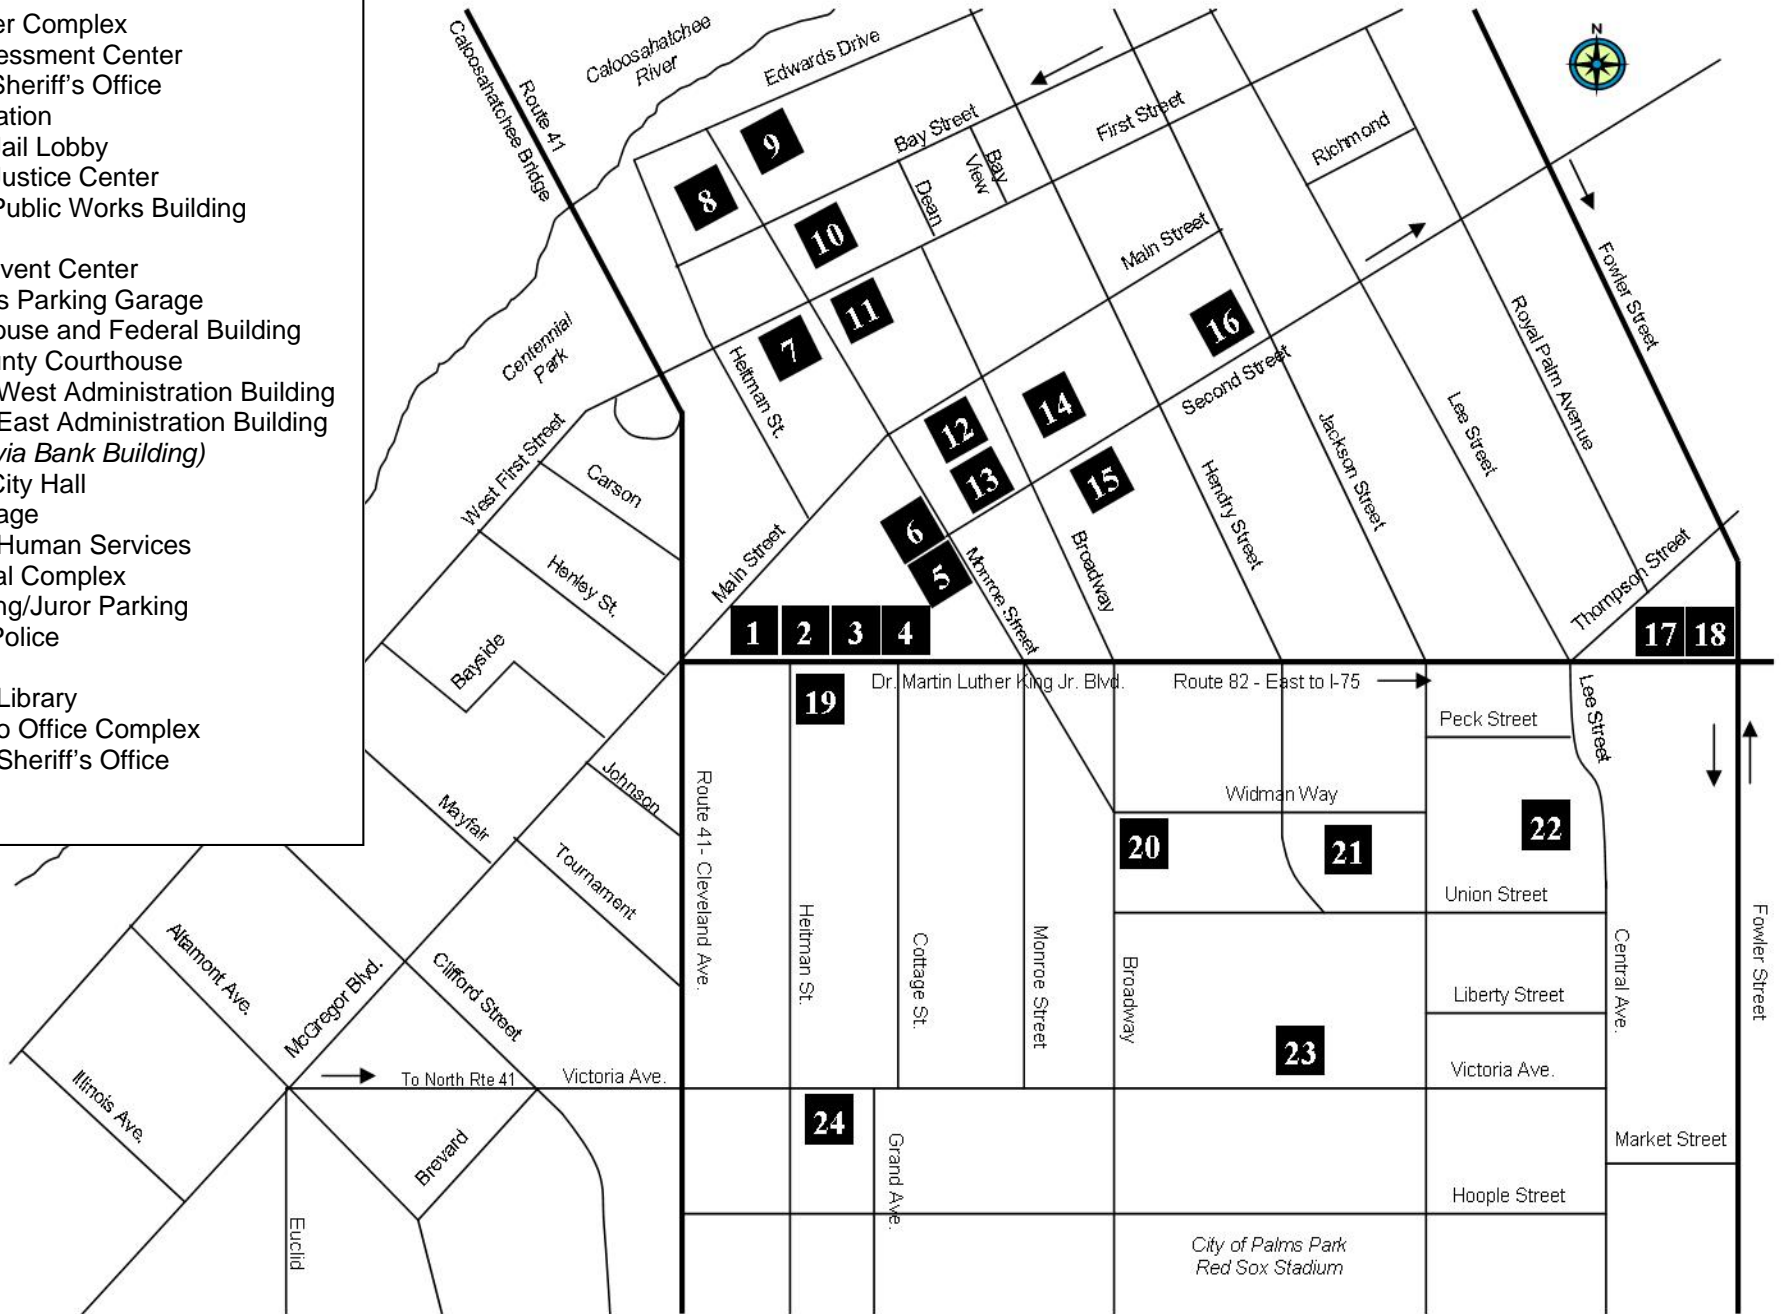 er Complex
essment Center
Sheriff's Office
ation
Jail Lobby
Justice Center
Public Works Building
vent Center
s Parking Garage
ouse and Federal Building
unty Courthouse
West Administration Building
East Administration Building
via Bank Building)
City Hall
age
Human Services
al Complex
ng/Juror Parking
Police
Library
o Office Complex
Sheriff's Office
N
Caloosahatchee
River
Caloosahatchee Bridge
Route 41
Edwards Drive
Bay Street
First Street
Richmond
Dean
Bay
View
Main Street
Fowler Street
Centennial
Park
Heitman St.
Second Street
Royal Palm Avenue
Lee Street
Jackson Street
Hendry Street
Broadway
Monroe Street
West First Street
Carson
Henley St.
Main Street
Thompson Street
Bayside
8
9
10
11
7
16
12
14
13
15
6
5
1
2
3
4
17
18
Dr. Martin Luther King Jr. Blvd.
Route 82 - East to I-75
19
Peck Street
Lee Street
Johnson
Mayfair
Tournament
Route 41- Cleveland Ave.
Widman Way
20
21
22
Union Street
Heitman St.
Cottage St.
Monroe Street
Broadway
Central Ave.
Fowler Street
Altamont Ave.
McGregor Blvd.
Clifford Street
Liberty Street
23
Illinois Ave.
To North Rte 41
Victoria Ave.
Victoria Ave.
24
Brevard
Grand Ave.
Market Street
Hoople Street
Euclid
City of Palms Park
Red Sox Stadium